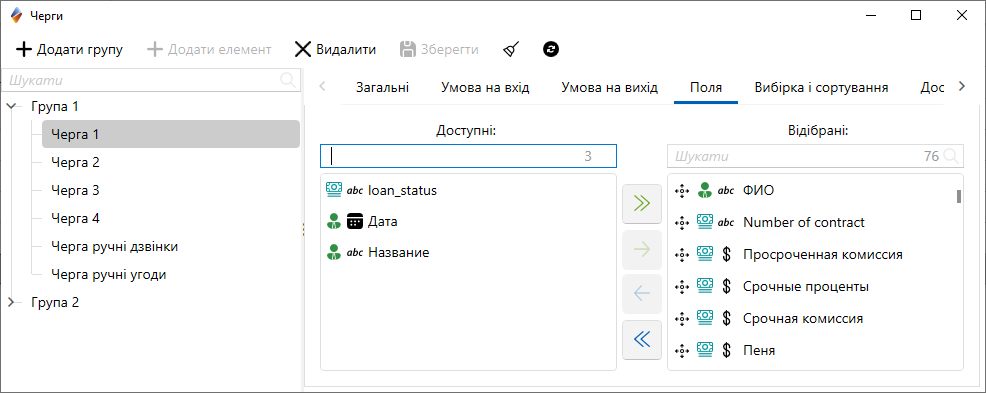 Черги
Додати групу Додати елемент Видалити Зберегти
Шукати
Група 1
Черга 1
Черга 2
Черга 3
Черга 4
Черга ручні дзвінки
Черга ручні угоди
Група 2
Загальні Умова на вхід Умова на вихід Поля Вибірка і сортування Дос
Доступні:
3
abc loan_status
Дата
abc Название
Відібрані:
Шукати 76
abc ФИО
abc Number of contract
$ Просроченная комиссия
$ Срочные проценты
$ Срочная комиссия
$ Пеня